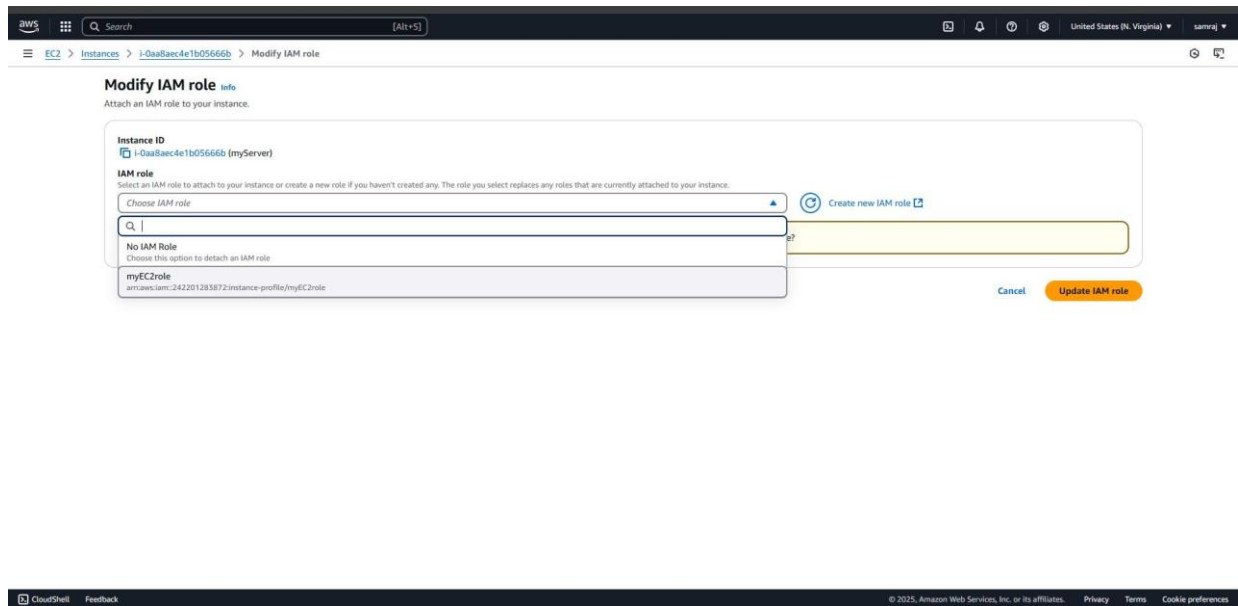 aws
Search [Alt+S] United States (N. Virginia) samraj
EC2 > Instances > i-0aa8aec4e1b05666b > Modify IAM role
Modify IAM role Info
Attach an IAM role to your instance.
Instance ID
i-0aa8aec4e1b05666b (myServer)
IAM role
Select an IAM role to attach to your instance or create a new role if you haven't created any. The role you select replaces any roles that are currently attached to your instance.
Choose IAM role
Create new IAM role
e?
No IAM Role
Choose this option to detach an IAM role
myEC2role
arn:aws:iam::242201283872:instance-profile/myEC2role
Cancel Update IAM role
CloudShell Feedback © 2025, Amazon Web Services, Inc. or its affiliates. Privacy Terms Cookie preferences